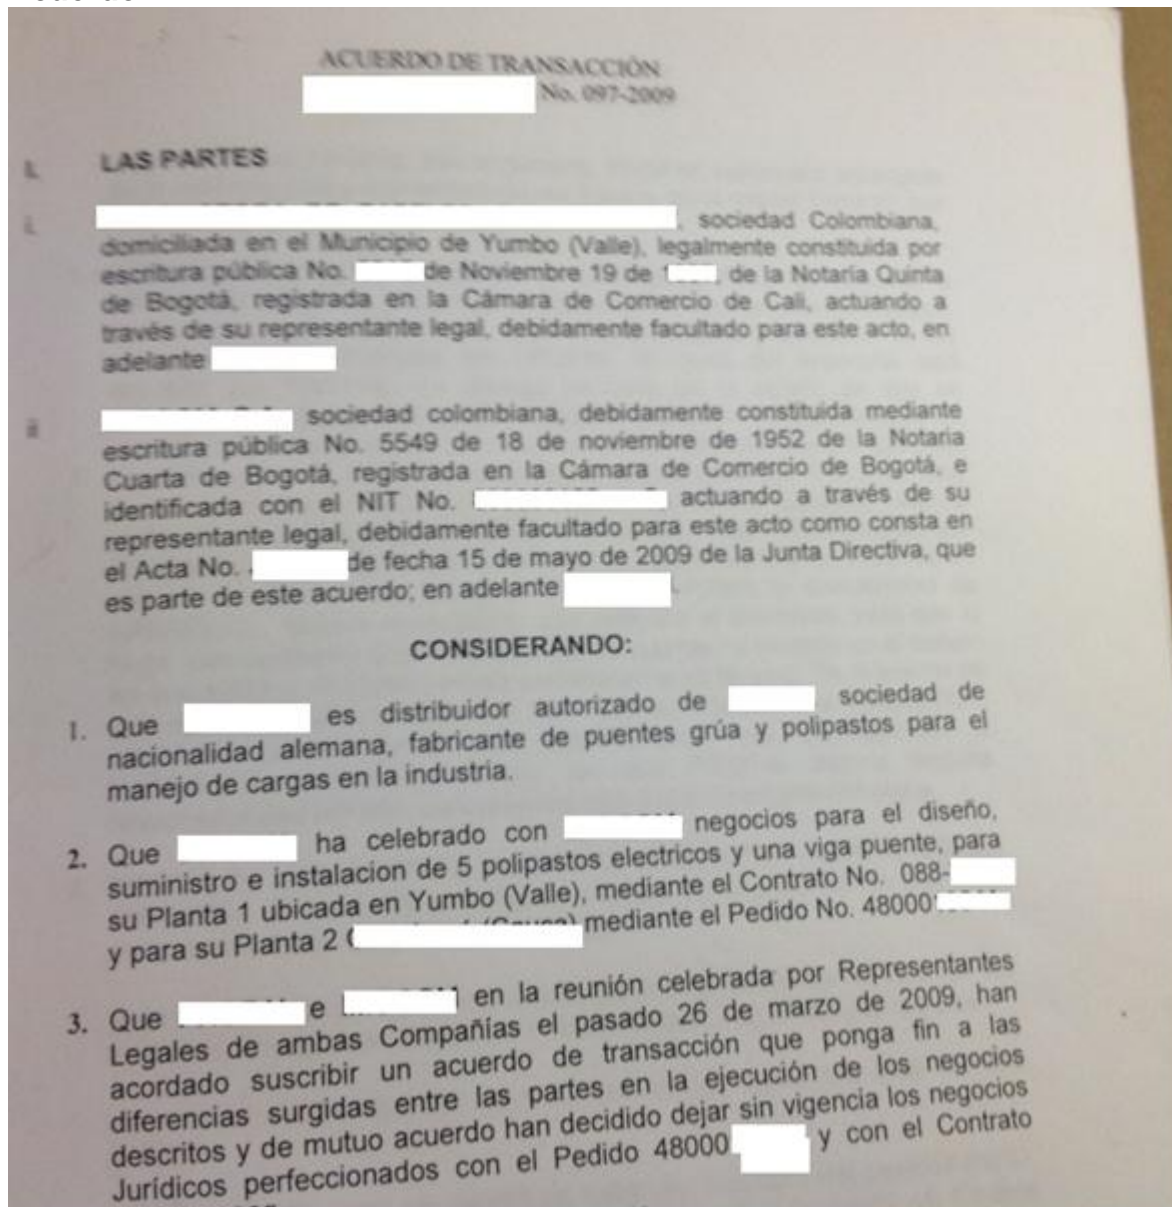 ACUERDO DE TRANSACCIÓN
No. 097-2009
I. LAS PARTES
i. , sociedad Colombiana,
domiciliada en el Municipio de Yumbo (Valle), legalmente constituida por
escritura pública No. de Noviembre 19 de 1 , de la Notaría Quinta
de Bogotá, registrada en la Cámara de Comercio de Cali, actuando a
través de su representante legal, debidamente facultado para este acto, en
adelante
ii sociedad colombiana, debidamente constituida mediante
escritura pública No. 5549 de 18 de noviembre de 1952 de la Notaria
Cuarta de Bogotá, registrada en la Cámara de Comercio de Bogotá, e
identificada con el NIT No. actuando a través de su
representante legal, debidamente facultado para este acto como consta en
el Acta No. de fecha 15 de mayo de 2009 de la Junta Directiva, que
es parte de este acuerdo; en adelante .
CONSIDERANDO:
1. Que es distribuidor autorizado de sociedad de
nacionalidad alemana, fabricante de puentes grúa y polipastos para el
manejo de cargas en la industria.
2. Que ha celebrado con negocios para el diseño,
suministro e instalacion de 5 polipastos electricos y una viga puente, para
su Planta 1 ubicada en Yumbo (Valle), mediante el Contrato No. 088-
y para su Planta 2 ( mediante el Pedido No. 48000
3. Que e en la reunión celebrada por Representantes
Legales de ambas Compañías el pasado 26 de marzo de 2009, han
acordado suscribir un acuerdo de transacción que ponga fin a las
diferencias surgidas entre las partes en la ejecución de los negocios
descritos y de mutuo acuerdo han decidido dejar sin vigencia los negocios
Jurídicos perfeccionados con el Pedido 48000 y con el Contrato